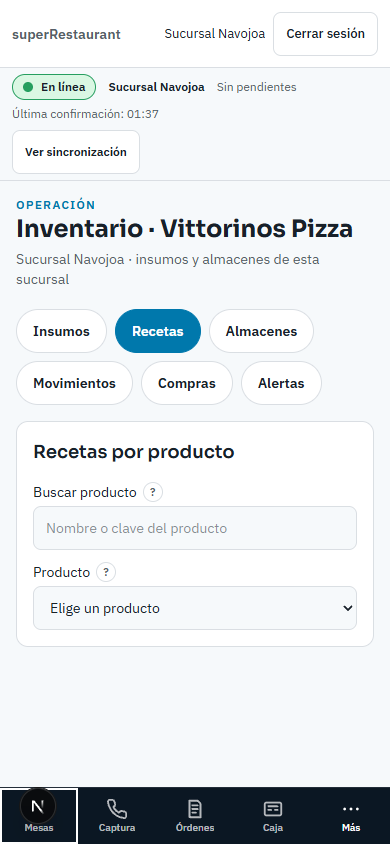 superRestaurant
Sucursal Navojoa
Cerrar sesión
En línea
Sucursal Navojoa
Sin pendientes
Última confirmación: 01:37
Ver sincronización
OPERACIÓN
Inventario · Vittorinos Pizza
Sucursal Navojoa · insumos y almacenes de esta
sucursal
Insumos
Recetas
Almacenes
Movimientos
Compras
Alertas
Recetas por producto
Buscar producto ?
Nombre o clave del producto
Producto ?
Elige un producto
N
Mesas
Captura
Órdenes
Caja
Más